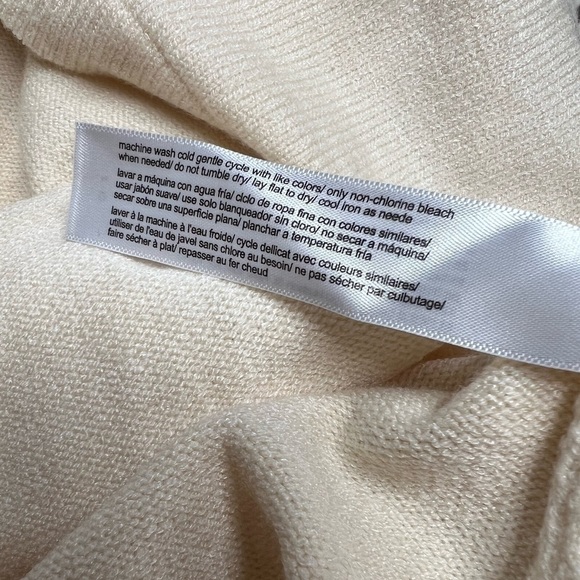 machine wash cold gentle cycle with like colors/ only non-chlorine bleach
when needed/ do not tumble dry/ lay flat to dry/ cool iron as neede
lavar a máquina con agua fría/ ciclo de ropa fina con colores similares/
usar jabón suave/ use solo blanqueador sin cloro/ no secar a máquina/
secar sobre una superficie plana/ planchar a temperatura fría
laver à la machine à l'eau froide/ cycle dellicat avec couleurs similaires/
utiliser de l'eau de javel sans chlore au besoin/ ne pas sécher par culbutage/
faire sécher à plat/ repasser au fer cheud